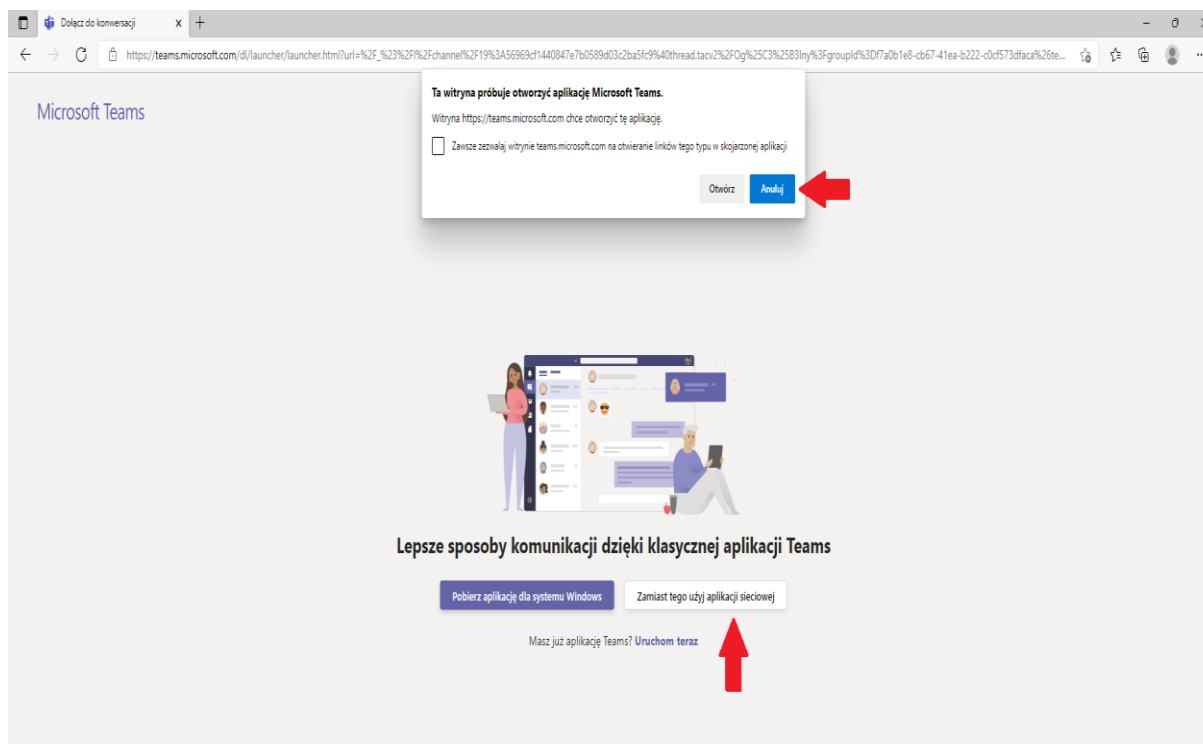 Dołącz do konwersacji
https://teams.microsoft.com/dl/launcher/launcher.html?url=%2F_%23%2Fl%2Fchannel%2F19%3A56969cf1440847e7b0589d03c2ba5fc9%40thread.tacv2%2FOg%25C3%25B3lny%3FgroupId%3Df7a0b1e8-cb67-41ea-b222-c0cf573dfaca%26te...
Microsoft Teams
Ta witryna próbuje otworzyć aplikację Microsoft Teams.
Witryna https://teams.microsoft.com chce otworzyć tę aplikację.
Zawsze zezwalaj witrynie teams.microsoft.com na otwieranie linków tego typu w skojarzonej aplikacji
Otwórz Anuluj
Lepsze sposoby komunikacji dzięki klasycznej aplikacji Teams
Pobierz aplikację dla systemu Windows Zamiast tego użyj aplikacji sieciowej
Masz już aplikację Teams? Uruchom teraz